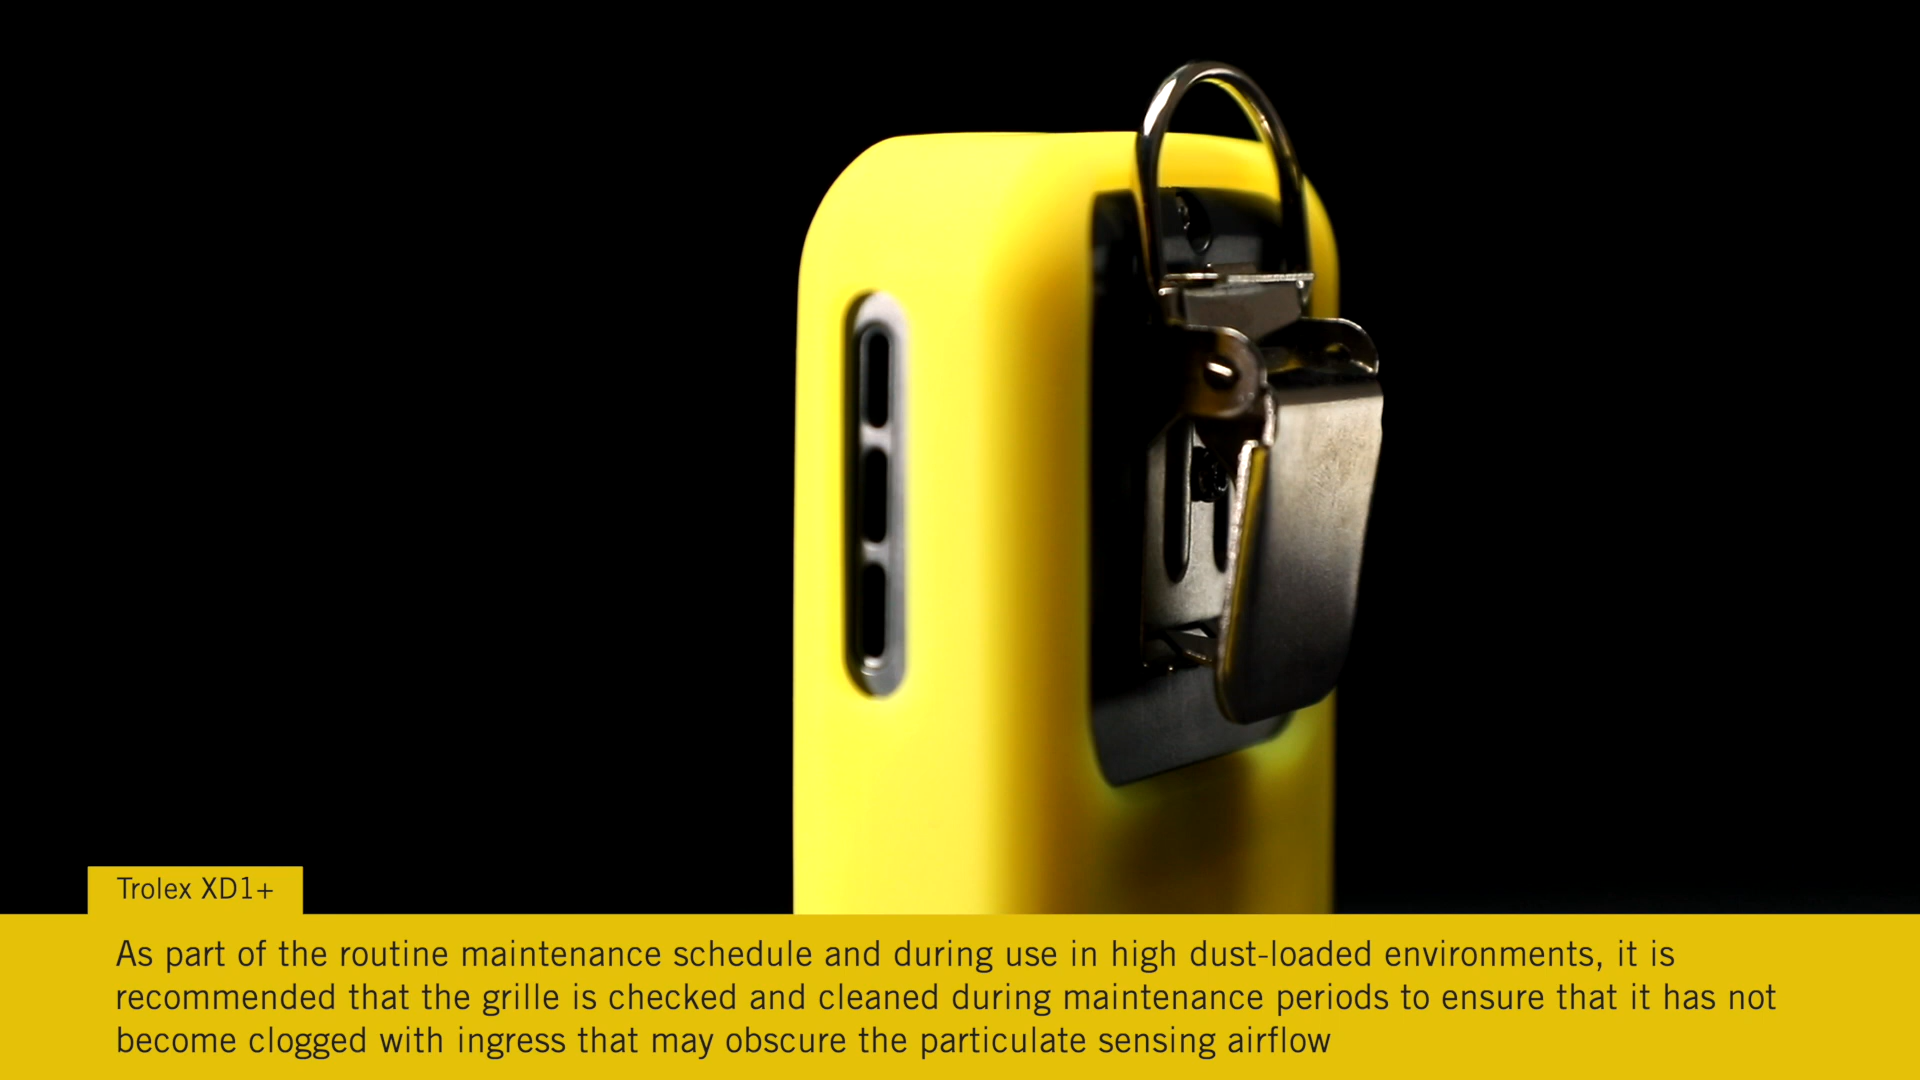 Trolex XD1+
As part of the routine maintenance schedule and during use in high dust-loaded environments, it is
recommended that the grille is checked and cleaned during maintenance periods to ensure that it has not
become clogged with ingress that may obscure the particulate sensing airflow